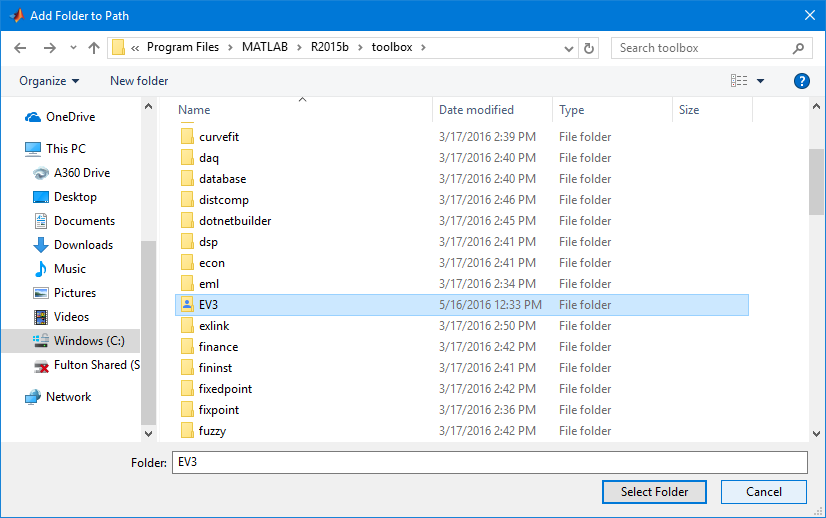 Add Folder to Path
« Program Files > MATLAB > R2015b > toolbox >
Search toolbox
Organize
New folder
OneDrive
This PC
A360 Drive
Desktop
Documents
Downloads
Music
Pictures
Videos
Windows (C:)
Fulton Shared (S
Network
Name Date modified Type Size
curvefit 3/17/2016 2:39 PM File folder
daq 3/17/2016 2:40 PM File folder
database 3/17/2016 2:40 PM File folder
distcomp 3/17/2016 2:46 PM File folder
dotnetbuilder 3/17/2016 2:45 PM File folder
dsp 3/17/2016 2:41 PM File folder
econ 3/17/2016 2:41 PM File folder
eml 3/17/2016 2:34 PM File folder
EV3 5/16/2016 12:33 PM File folder
exlink 3/17/2016 2:50 PM File folder
finance 3/17/2016 2:42 PM File folder
fininst 3/17/2016 2:41 PM File folder
fixedpoint 3/17/2016 2:42 PM File folder
fixpoint 3/17/2016 2:36 PM File folder
fuzzy 3/17/2016 2:42 PM File folder
Folder: EV3
Select Folder
Cancel